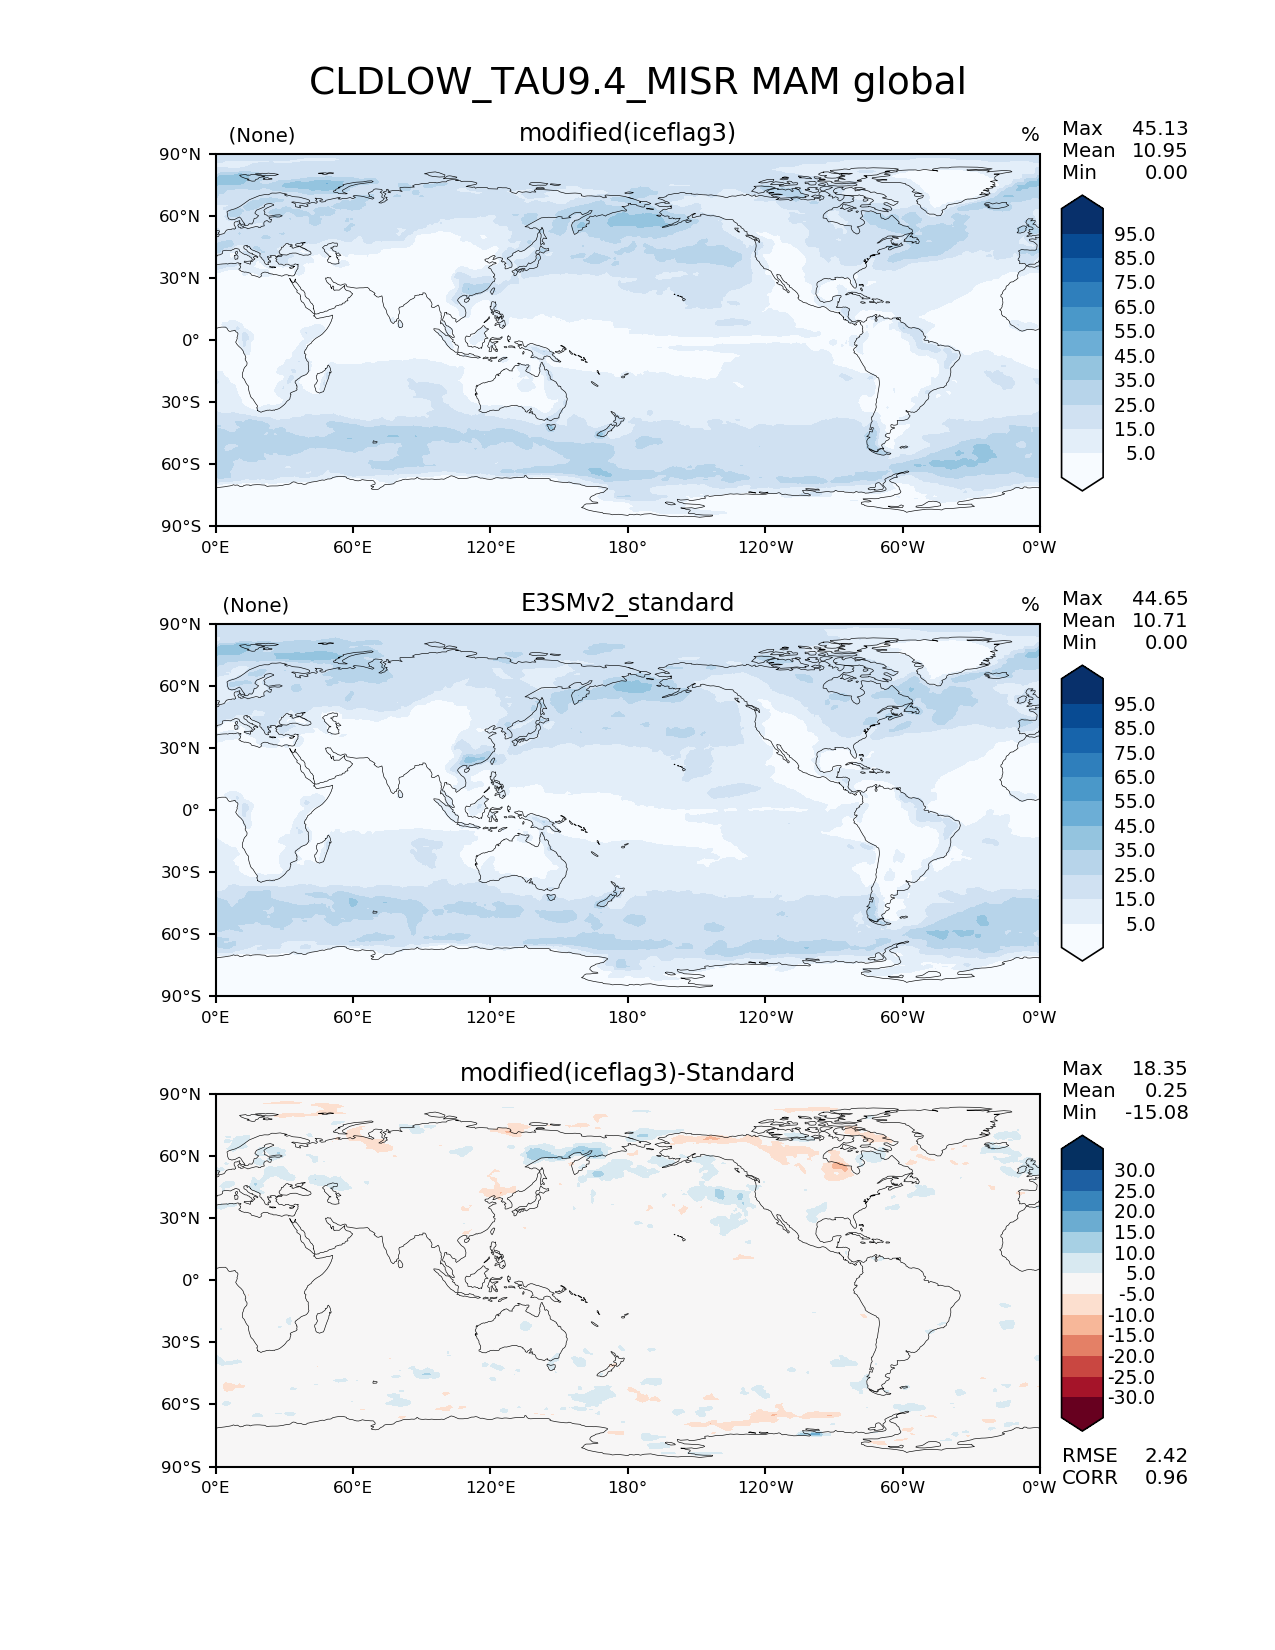 CLDLOW_TAU9.4_MISR MAM global
(None) modified(iceflag3) %
Max 45.13
Mean 10.95
Min 0.00
90°N
60°N
30°N
0°
30°S
60°S
90°S
0°E 60°E 120°E 180° 120°W 60°W 0°W
95.0
85.0
75.0
65.0
55.0
45.0
35.0
25.0
15.0
5.0
(None) E3SMv2_standard %
Max 44.65
Mean 10.71
Min 0.00
90°N
60°N
30°N
0°
30°S
60°S
90°S
0°E 60°E 120°E 180° 120°W 60°W 0°W
95.0
85.0
75.0
65.0
55.0
45.0
35.0
25.0
15.0
5.0
modified(iceflag3)-Standard
Max 18.35
Mean 0.25
Min -15.08
90°N
60°N
30°N
0°
30°S
60°S
90°S
0°E 60°E 120°E 180° 120°W 60°W 0°W
30.0
25.0
20.0
15.0
10.0
5.0
-5.0
-10.0
-15.0
-20.0
-25.0
-30.0
RMSE 2.42
CORR 0.96